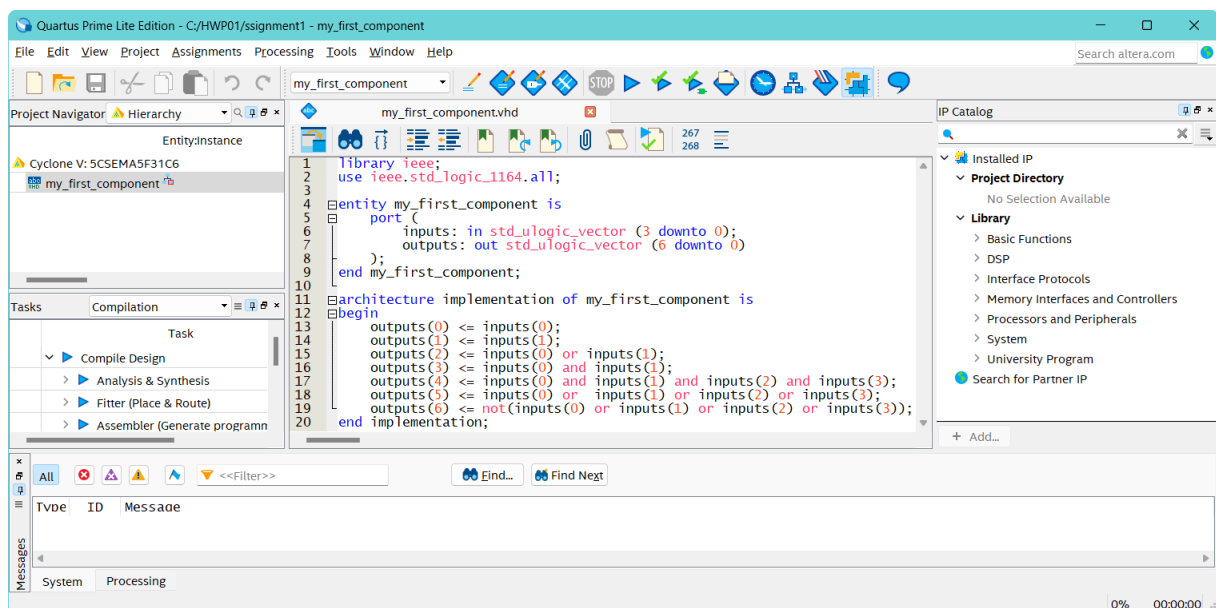 Quartus Prime Lite Edition - C:/HWP01/ssignment1 - my_first_component
File Edit View Project Assignments Processing Tools Window Help
Search altera.com
my_first_component
STOP
Project Navigator Hierarchy
Entity:Instance
Cyclone V: 5CSEMA5F31C6
my_first_component
Tasks Compilation
Task
Compile Design
Analysis & Synthesis
Fitter (Place & Route)
Assembler (Generate programm
my_first_component.vhd
267
268
1 library ieee;
2 use ieee.std_logic_1164.all;
3
4 entity my_first_component is
5 port (
6 inputs: in std_ulogic_vector (3 downto 0);
7 outputs: out std_ulogic_vector (6 downto 0)
8 );
9 end my_first_component;
10
11 architecture implementation of my_first_component is
12 begin
13 outputs(0) <= inputs(0);
14 outputs(1) <= inputs(1);
15 outputs(2) <= inputs(0) or inputs(1);
16 outputs(3) <= inputs(0) and inputs(1);
17 outputs(4) <= inputs(0) and inputs(1) and inputs(2) and inputs(3);
18 outputs(5) <= inputs(0) or  inputs(1) or inputs(2) or inputs(3);
19 outputs(6) <= not(inputs(0) or inputs(1) or inputs(2) or inputs(3));
20 end implementation;
IP Catalog
Installed IP
Project Directory
No Selection Available
Library
Basic Functions
DSP
Interface Protocols
Memory Interfaces and Controllers
Processors and Peripherals
System
University Program
Search for Partner IP
+ Add...
All
<<Filter>>
Find...
Find Next
Type ID Message
Messages
System Processing
0% 00:00:00